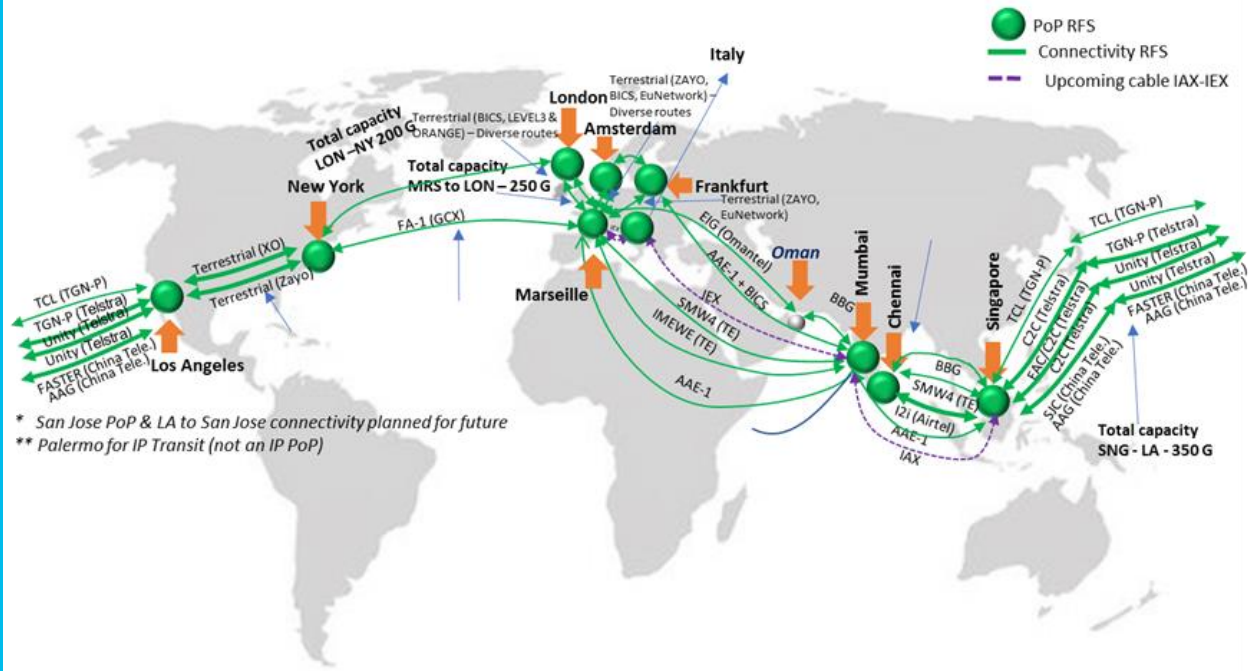 PoP RFS
Connectivity RFS
Upcoming cable IAX-IEX
Italy
Terrestrial (ZAYO,
BICS, EuNetwork) –
Diverse routes
London
Terrestrial (BICS, LEVEL3 &
ORANGE) – Diverse routes
Amsterdam
Total capacity
LON –NY 200 G
Total capacity
MRS to LON – 250 G
New York
Frankfurt
Terrestrial (ZAYO,
EuNetwork)
FA-1 (GCX)
EIG (Omantel)
AAE-1 + BICS
Oman
Mumbai
Chennai
Singapore
BBG
Terrestrial (XO)
Terrestrial (Zayo)
Marseille
IEX
SMW4 (TE)
IMEWE (TE)
AAE-1
TCL (TGN-P)
TGN-P (Telstra)
Unity (Telstra)
Unity (Telstra)
FASTER (China Tele.)
AAG (China Tele.)
Los Angeles
TCL (TGN-P)
TGN-P (Telstra)
Unity (Telstra)
Unity (Telstra)
FASTER (China Tele.)
AAG (China Tele.)
TCL (TGN-P)
C2C (Telstra)
FAC/C2C (Telstra)
C2C (Telstra)
SJC (China Tele.)
AAG (China Tele.)
BBG
SMW4 (TE)
I2i (Airtel)
AAE-1
IAX
Total capacity
SNG - LA - 350 G
* San Jose PoP & LA to San Jose connectivity planned for future
** Palermo for IP Transit (not an IP PoP)